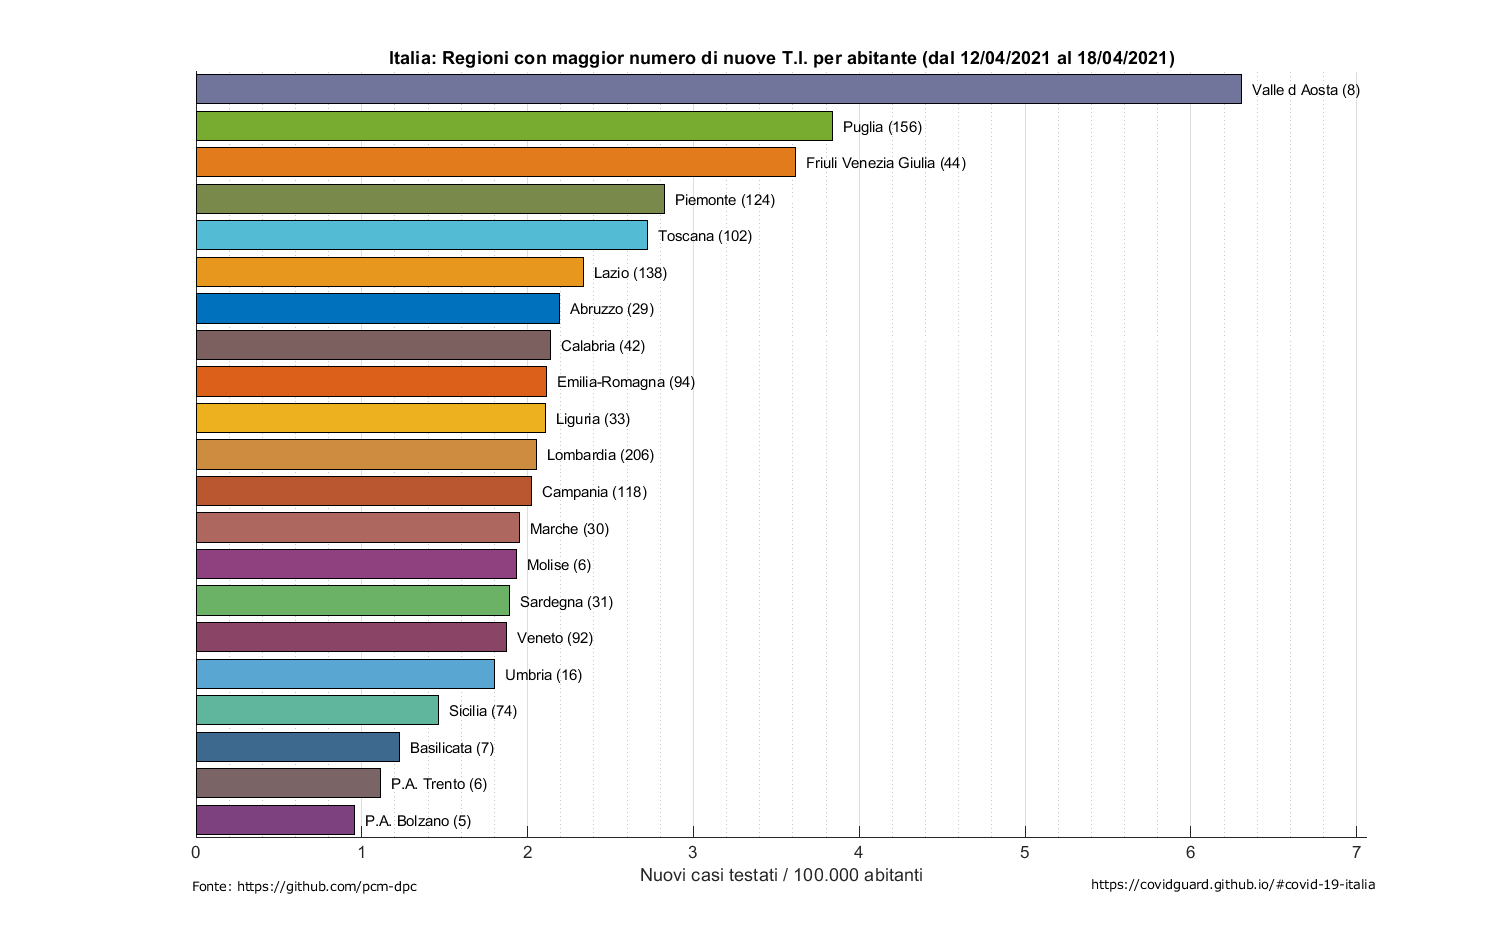 Italia: Regioni con maggior numero di nuove T.I. per abitante (dal 12/04/2021 al 18/04/2021)
Valle d Aosta (8)
Puglia (156)
Friuli Venezia Giulia (44)
Piemonte (124)
Toscana (102)
Lazio (138)
Abruzzo (29)
Calabria (42)
Emilia-Romagna (94)
Liguria (33)
Lombardia (206)
Campania (118)
Marche (30)
Molise (6)
Sardegna (31)
Veneto (92)
Umbria (16)
Sicilia (74)
Basilicata (7)
P.A. Trento (6)
P.A. Bolzano (5)
0 1 2 3 4 5 6 7
Nuovi casi testati / 100.000 abitanti
Fonte: https://github.com/pcm-dpc
https://covidguard.github.io/#covid-19-italia